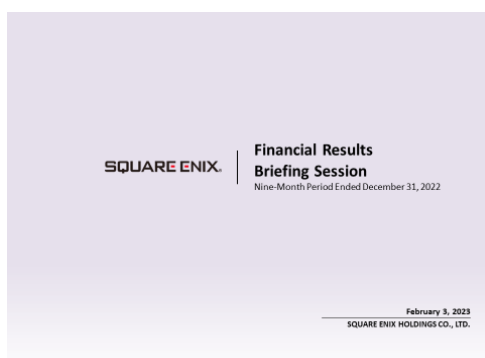 SQUARE ENIX.
Financial Results
Briefing Session
Nine-Month Period Ended December 31, 2022
February 3, 2023
SQUARE ENIX HOLDINGS CO., LTD.